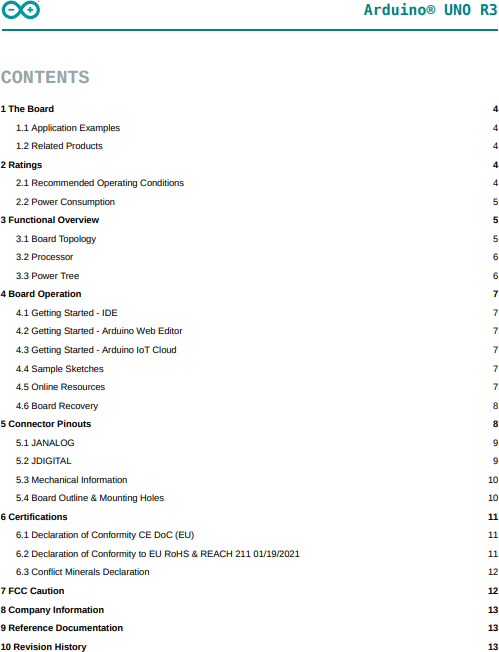 Arduino® UNO R3
CONTENTS
1 The Board 4
1.1 Application Examples 4
1.2 Related Products 4
2 Ratings 4
2.1 Recommended Operating Conditions 4
2.2 Power Consumption 5
3 Functional Overview 5
3.1 Board Topology 5
3.2 Processor 6
3.3 Power Tree 6
4 Board Operation 7
4.1 Getting Started - IDE 7
4.2 Getting Started - Arduino Web Editor 7
4.3 Getting Started - Arduino IoT Cloud 7
4.4 Sample Sketches 7
4.5 Online Resources 7
4.6 Board Recovery 8
5 Connector Pinouts 8
5.1 JANALOG 9
5.2 JDIGITAL 9
5.3 Mechanical Information 10
5.4 Board Outline & Mounting Holes 10
6 Certifications 11
6.1 Declaration of Conformity CE DoC (EU) 11
6.2 Declaration of Conformity to EU RoHS & REACH 211 01/19/2021 11
6.3 Conflict Minerals Declaration 12
7 FCC Caution 12
8 Company Information 13
9 Reference Documentation 13
10 Revision History 13